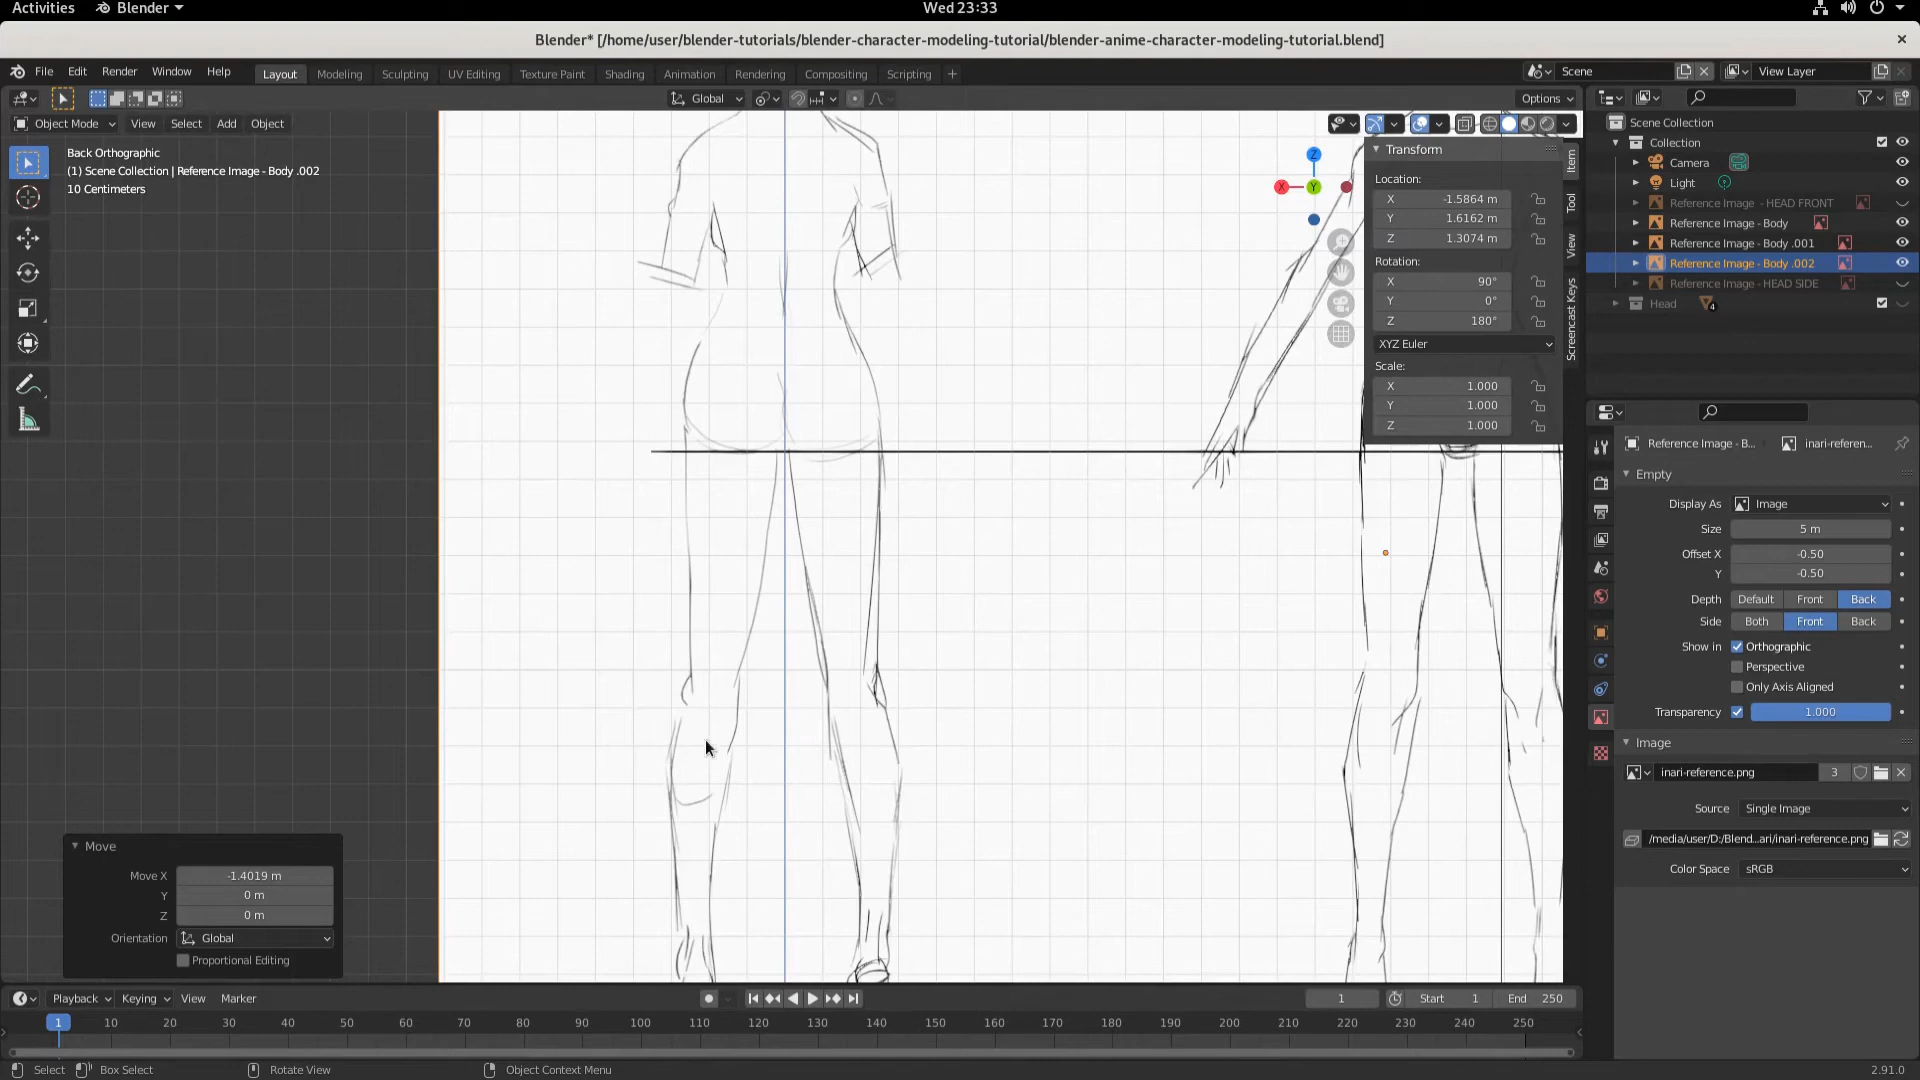 Activities Blender Wed 23:33
Blender* [/home/user/blender-tutorials/blender-character-modeling-tutorial/blender-anime-character-modeling-tutorial.blend]
File Edit Render Window Help Layout Modeling Sculpting UV Editing Texture Paint Shading Animation Rendering Compositing Scripting + Scene View Layer
Global Options
Object Mode View Select Add Object
Back Orthographic
(1) Scene Collection | Reference Image - Body .002
10 Centimeters
Z
X
Y
Transform
Location:
X -1.5864 m
Y 1.6162 m
Z 1.3074 m
Rotation:
X 90°
Y 0°
Z 180°
XYZ Euler
Scale:
X 1.000
Y 1.000
Z 1.000
Item
Tool
View
Screencast Keys
Scene Collection
Collection
Camera
Light
Reference Image - HEAD FRONT
Reference Image - Body
Reference Image - Body .001
Reference Image - Body .002
Reference Image - HEAD SIDE
Head 4
Reference Image - B... inari-referen...
Empty
Display As Image
Size 5 m
Offset X -0.50
Y -0.50
Depth Default Front Back
Side Both Front Back
Show in Orthographic
Perspective
Only Axis Aligned
Transparency 1.000
Image
inari-reference.png 3
Source Single Image
/media/user/D:/Blend...ari/inari-reference.png
Color Space sRGB
Move
Move X -1.4019 m
Y 0 m
Z 0 m
Orientation Global
Proportional Editing
Playback Keying View Marker 1 Start 1 End 250
1 10 20 30 40 50 60 70 80 90 100 110 120 130 140 150 160 170 180 190 200 210 220 230 240 250
Select Box Select Rotate View Object Context Menu 2.91.0